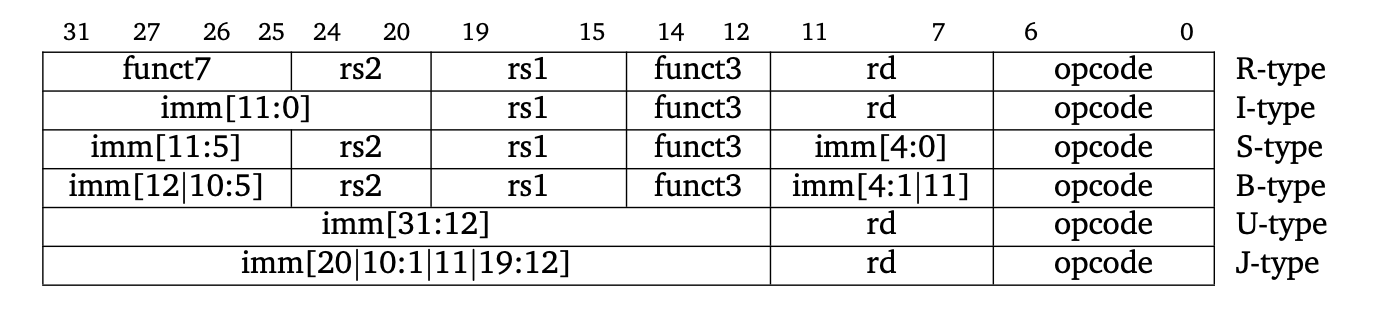 31 27 26 25 24 20 19 15 14 12 11 7 6 0
funct7 rs2 rs1 funct3 rd opcode R-type
imm[11:0] rs1 funct3 rd opcode I-type
imm[11:5] rs2 rs1 funct3 imm[4:0] opcode S-type
imm[12|10:5] rs2 rs1 funct3 imm[4:1|11] opcode B-type
imm[31:12] rd opcode U-type
imm[20|10:1|11|19:12] rd opcode J-type